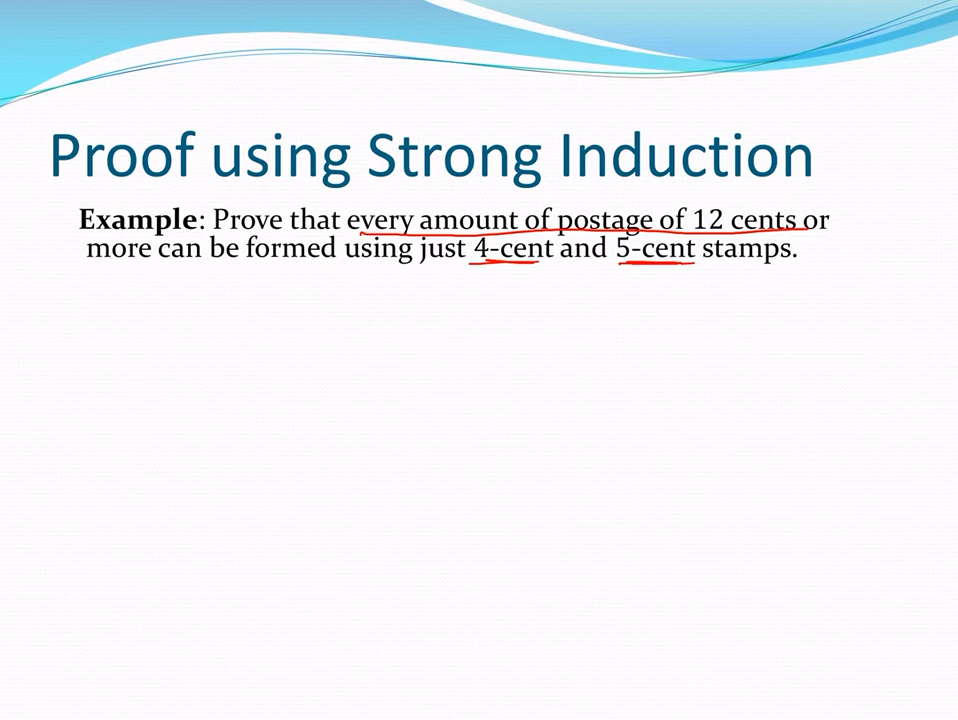 Proof using Strong Induction
Example: Prove that every amount of postage of 12 cents or
more can be formed using just 4-cent and 5-cent stamps.